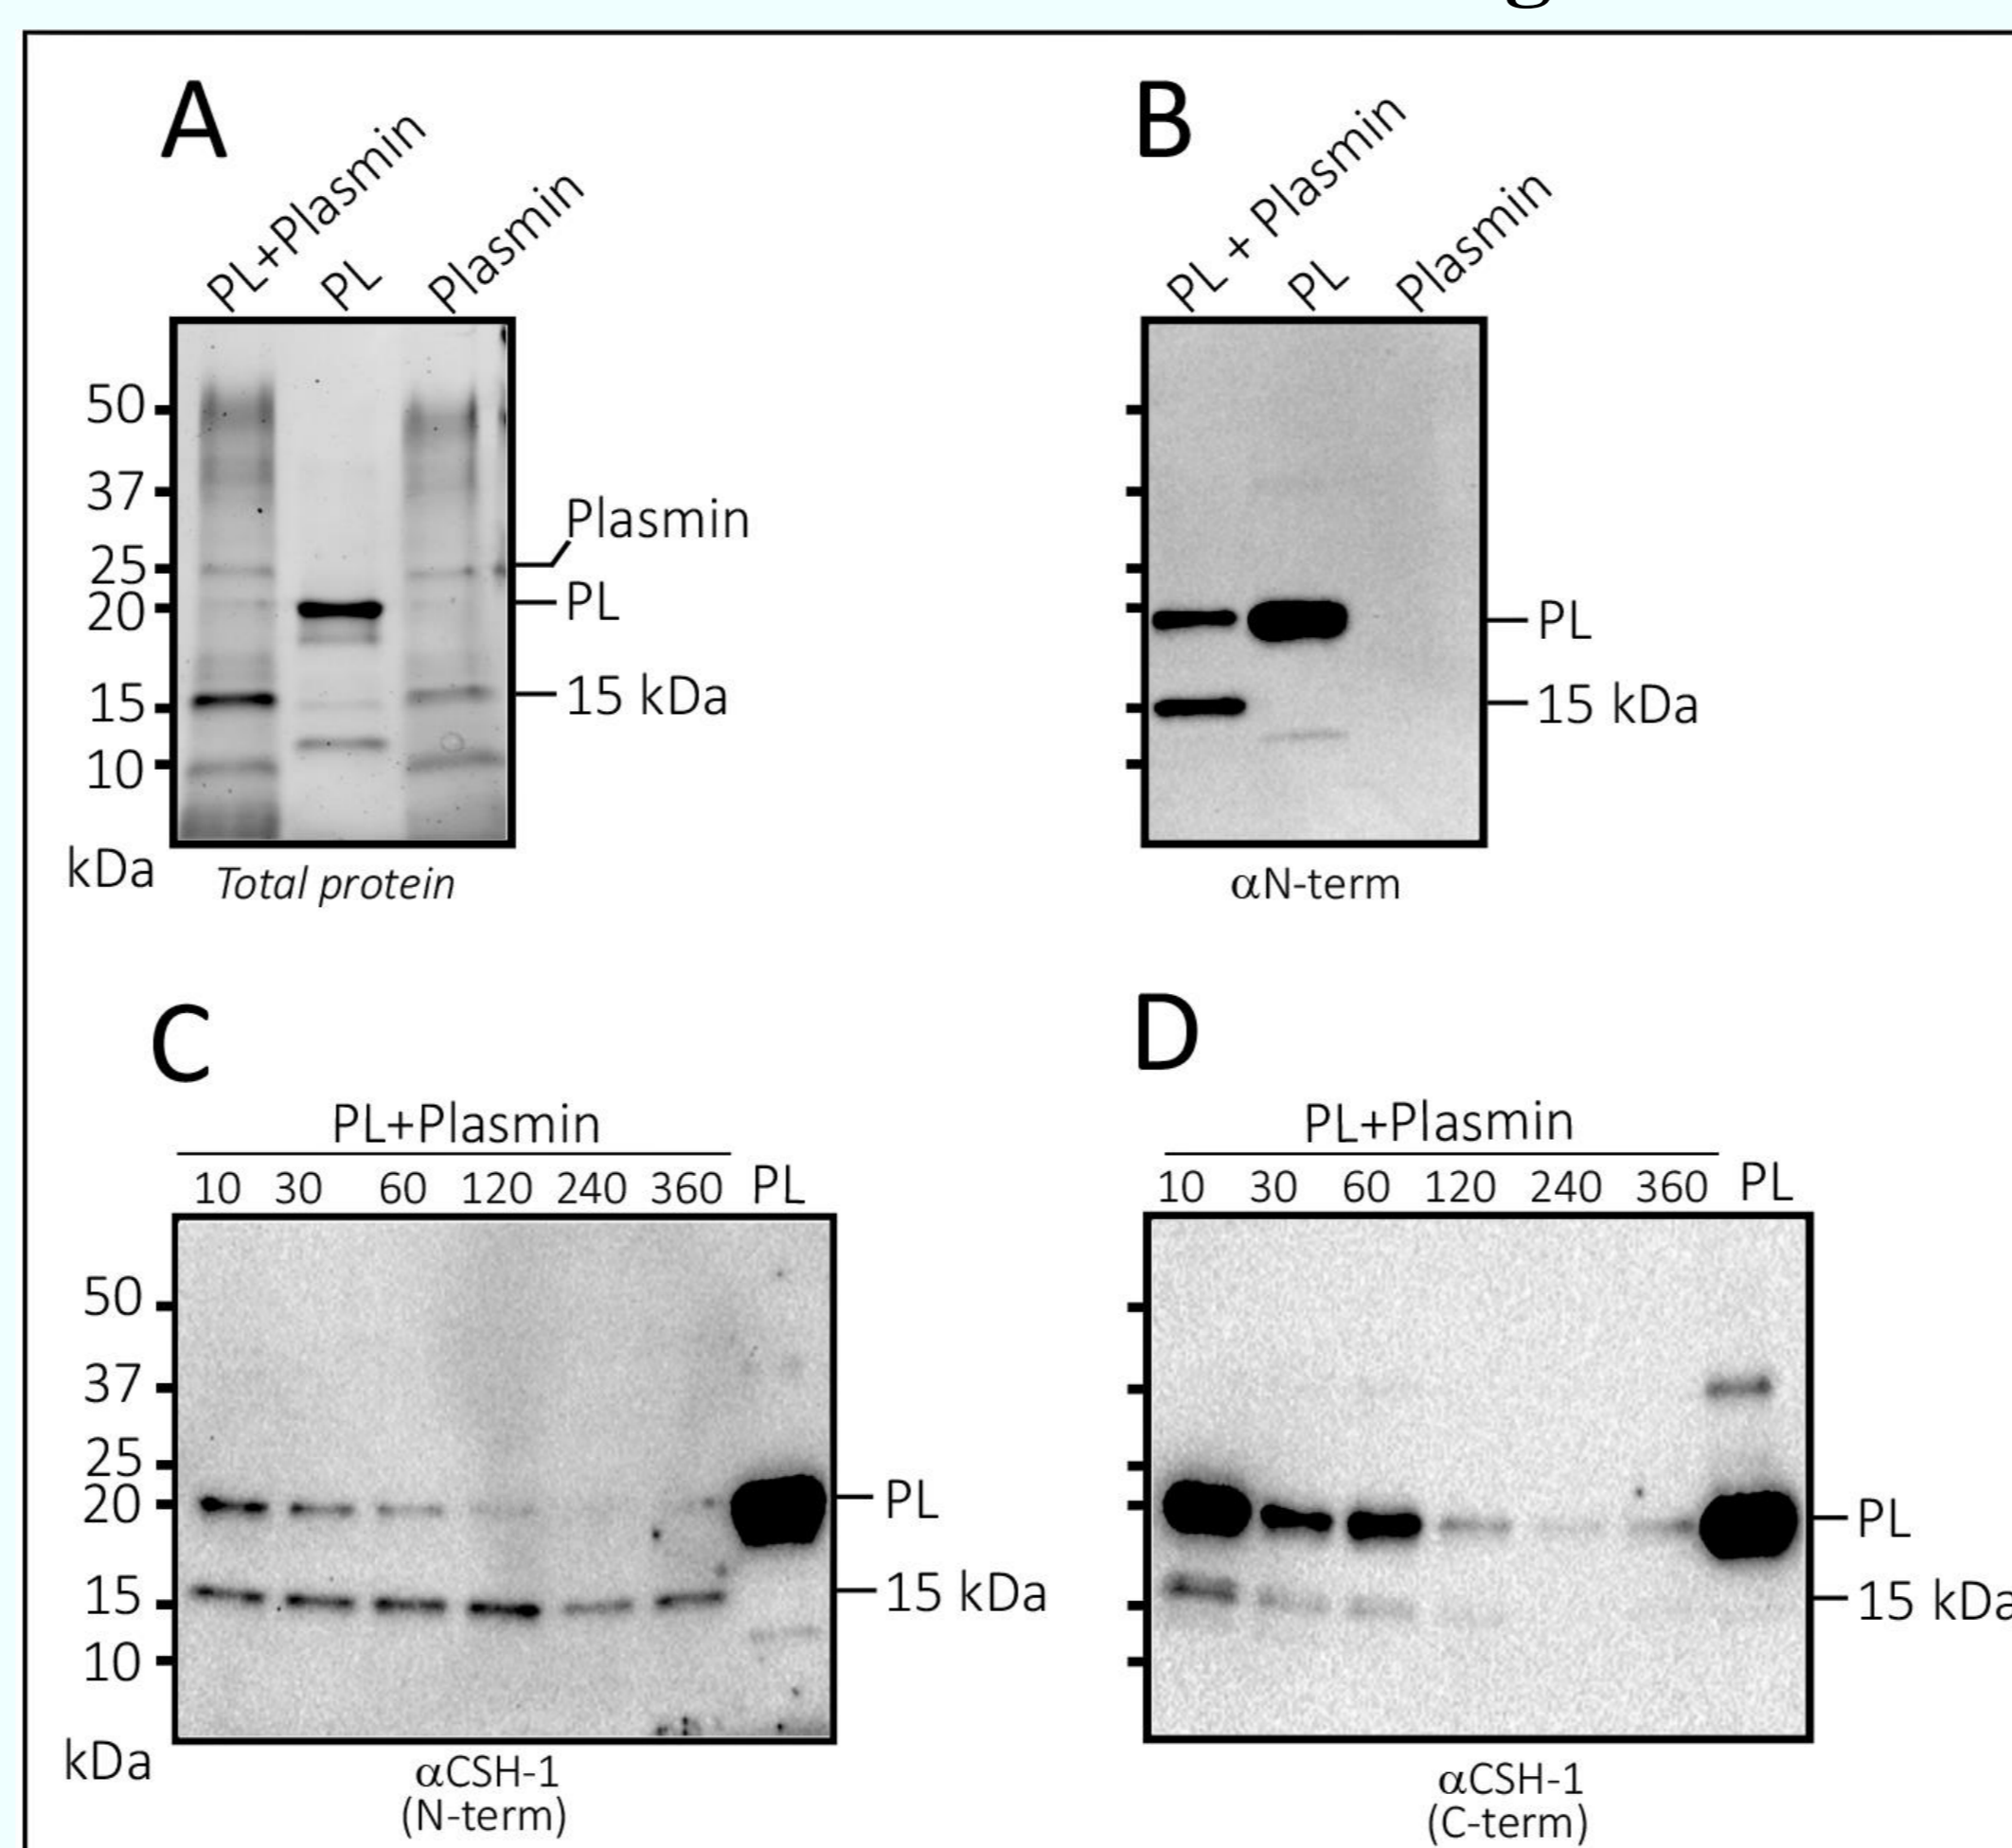 A
PL+Plasmin
PL
Plasmin
50
37
25
20
15
10
kDa
Plasmin
PL
15 kDa
Total protein
B
PL + Plasmin
PL
Plasmin
PL
15 kDa
αN-term
C
PL+Plasmin
10 30 60 120 240 360 PL
50
37
25
20
15
10
kDa
PL
15 kDa
αCSH-1
(N-term)
D
PL+Plasmin
10 30 60 120 240 360 PL
PL
15 kDa
αCSH-1
(C-term)